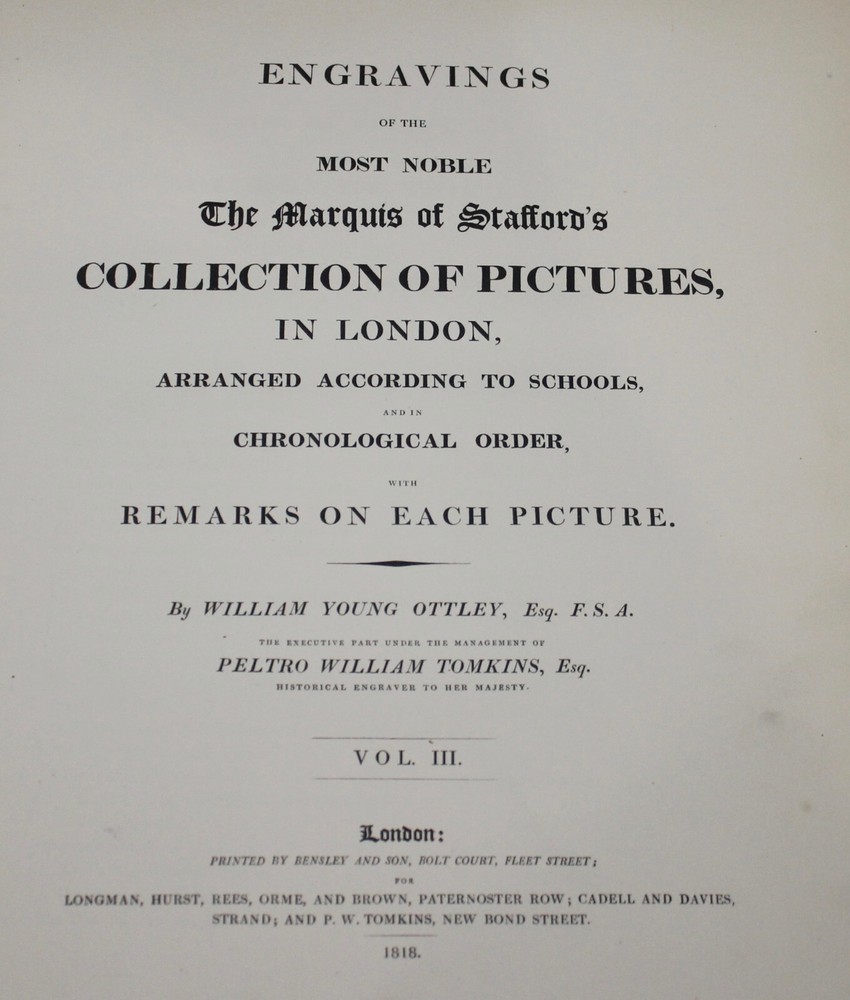 ENGRAVINGS
OF THE
MOST NOBLE
The Marquis of Stafford's
COLLECTION OF PICTURES,
IN LONDON,
ARRANGED ACCORDING TO SCHOOLS,
AND IN
CHRONOLOGICAL ORDER,
WITH
REMARKS ON EACH PICTURE.
By WILLIAM YOUNG OTTLEY, Esq. F. S. A.
THE EXECUTIVE PART UNDER THE MANAGEMENT OF
PELTRO WILLIAM TOMKINS, Esq.
HISTORICAL ENGRAVER TO HER MAJESTY.
VOL. III.
London:
PRINTED BY BENSLEY AND SON, BOLT COURT, FLEET STREET;
FOR
LONGMAN, HURST, REES, ORME, AND BROWN, PATERNOSTER ROW; CADELL AND DAVIES,
STRAND; AND P. W. TOMKINS, NEW BOND STREET.
1818.